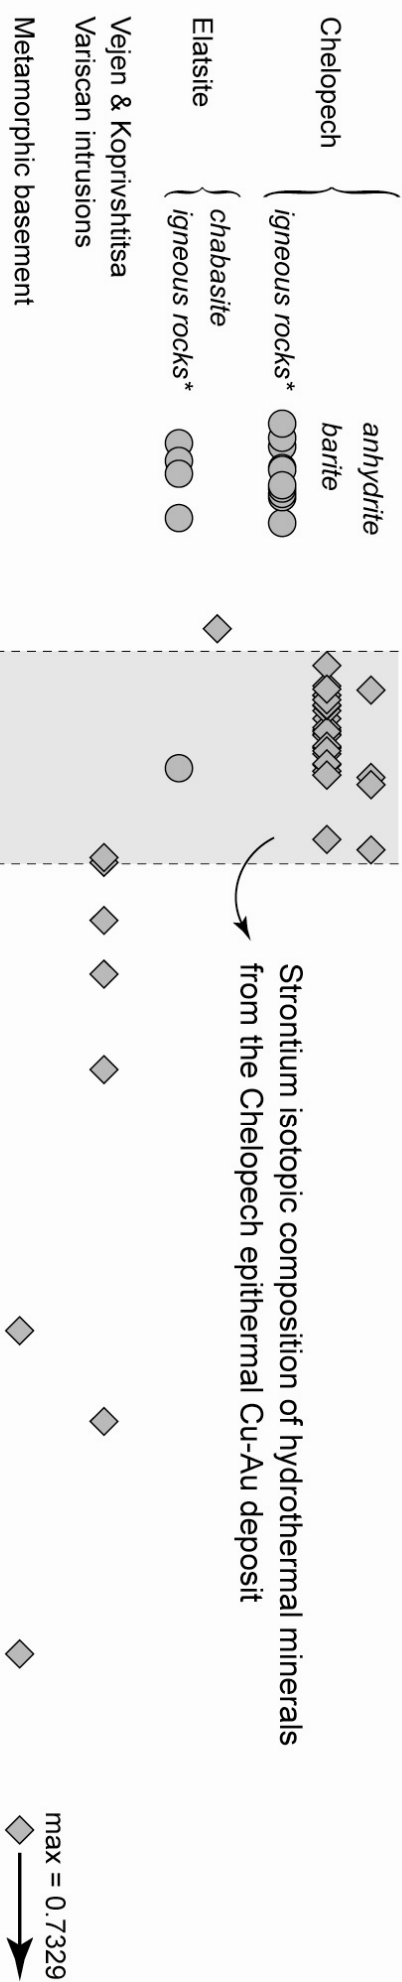 Chelopech
anhydrite
barite
igneous rocks*
Elatsite
chabasite
igneous rocks*
Vejen & Koprivshtitsa
Variscan intrusions
Metamorphic basement
Strontium isotopic composition of hydrothermal minerals
from the Chelopech epithermal Cu-Au deposit
max = 0.7329